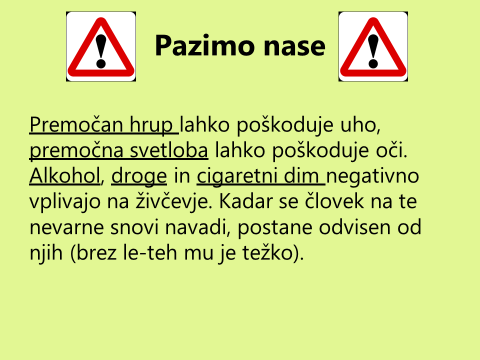 Pazimo nase
Premočan hrup lahko poškoduje uho,
premočna svetloba lahko poškoduje oči.
Alkohol, droge in cigaretni dim negativno
vplivajo na živčevje. Kadar se človek na te
nevarne snovi navadi, postane odvisen od
njih (brez le-teh mu je težko).